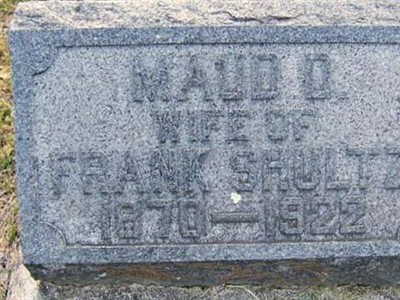 MAUD D.
WIFE OF
FRANK SHULTZ
1870—1922